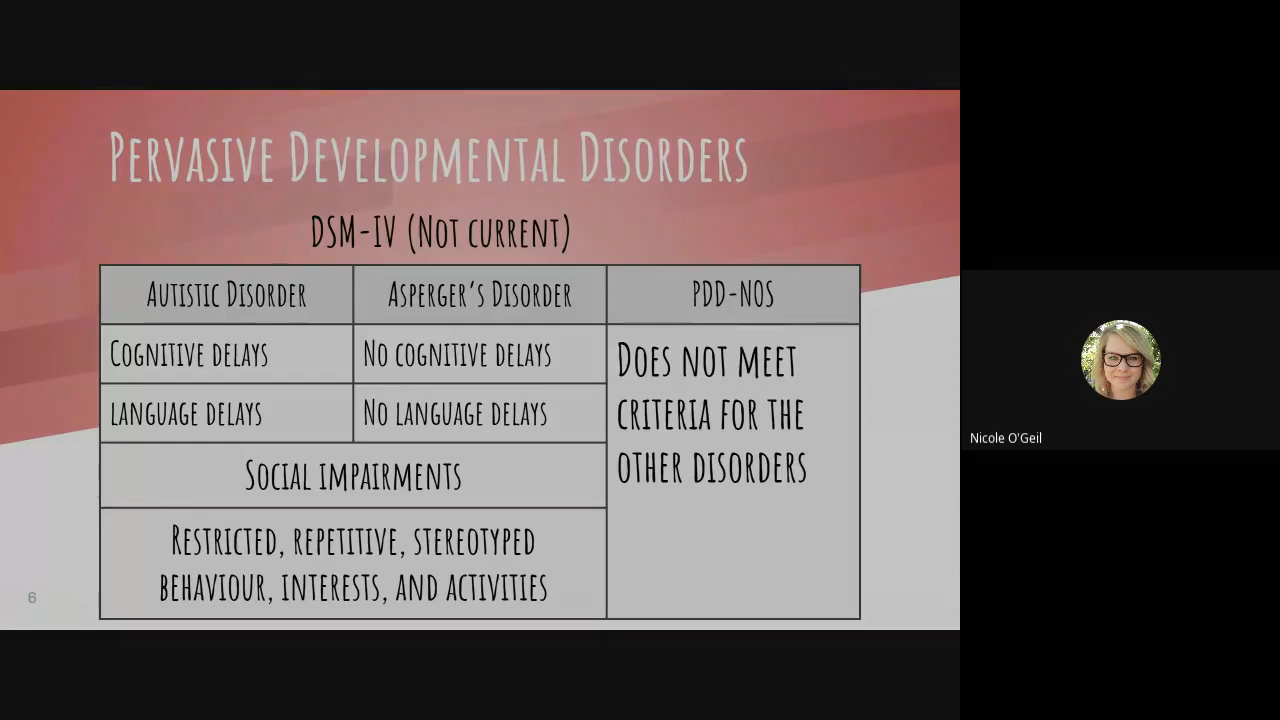 Pervasive Developmental Disorders
DSM-IV (Not current)
Autistic Disorder
Asperger's Disorder
PDD-NOS
Cognitive delays
No cognitive delays
Does not meet
criteria for the
other disorders
language delays
No language delays
Social impairments
Restricted, repetitive, stereotyped
behaviour, interests, and activities
6
Nicole O'Geil